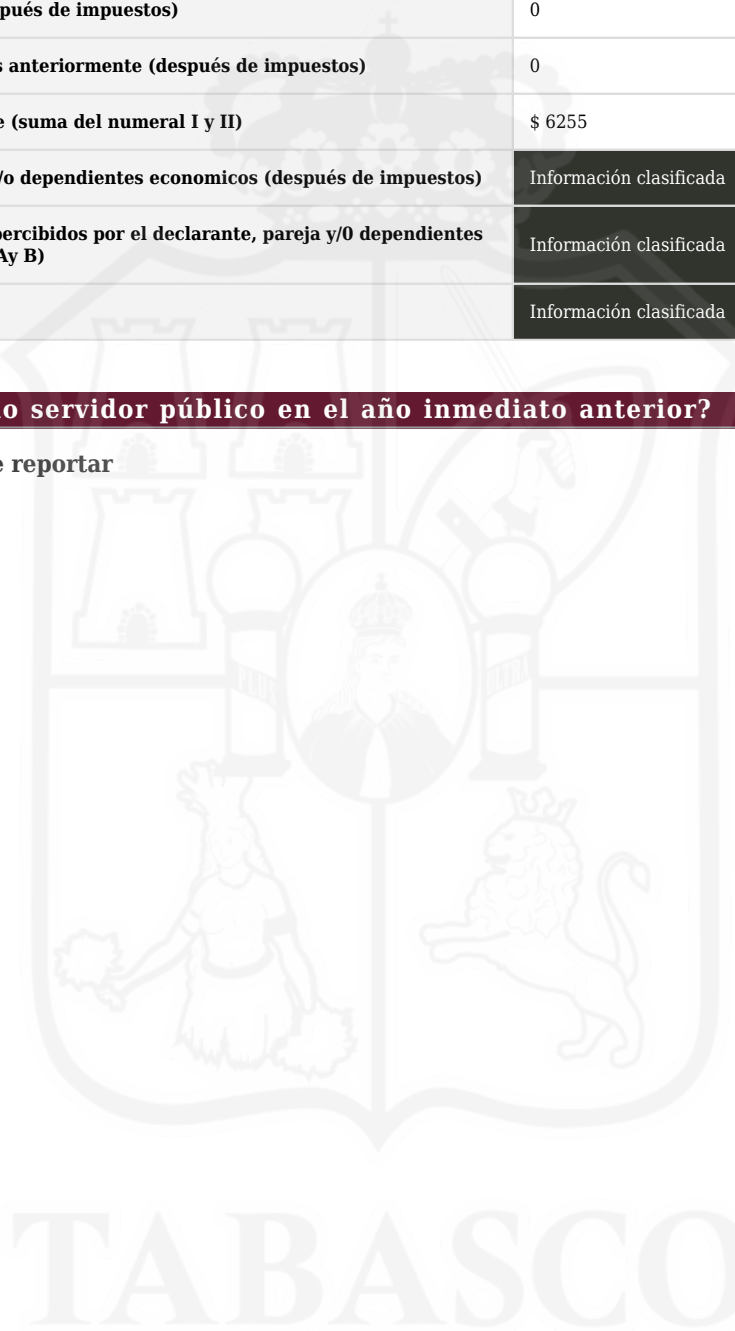 pués de impuestos)
0
s anteriormente (después de impuestos)
0
e (suma del numeral I y II)
$ 6255
/o dependientes economicos (después de impuestos)
Información clasificada
percibidos por el declarante, pareja y/0 dependientes
Ay B)
Información clasificada
Información clasificada
o servidor público en el año inmediato anterior?
e reportar
PLUS
ULTRA
TABASCO